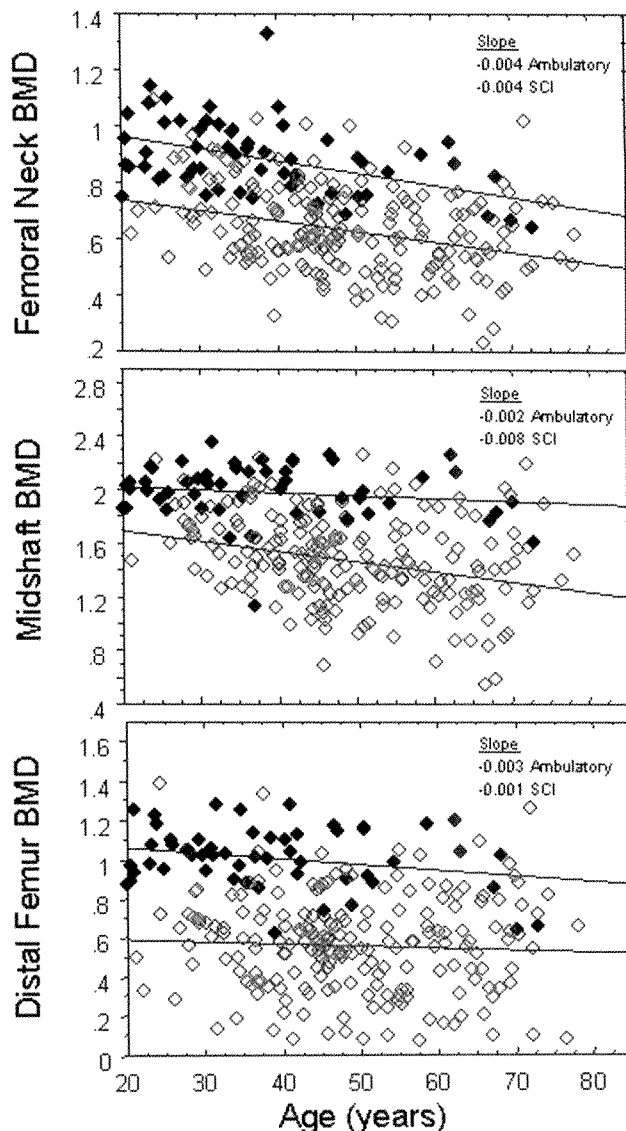 Femoral Neck BMD
1.4
1.2
1
.8
.6
.4
.2
Slope
-0.004 Ambulatory
-0.004 SCI
Midshaft BMD
2.8
2.4
2
1.6
1.2
.8
.4
Slope
-0.002 Ambulatory
-0.008 SCI
Distal Femur BMD
1.6
1.4
1.2
1
.8
.6
.4
.2
0
Slope
-0.003 Ambulatory
-0.001 SCI
20 30 40 50 60 70 80
Age (years)